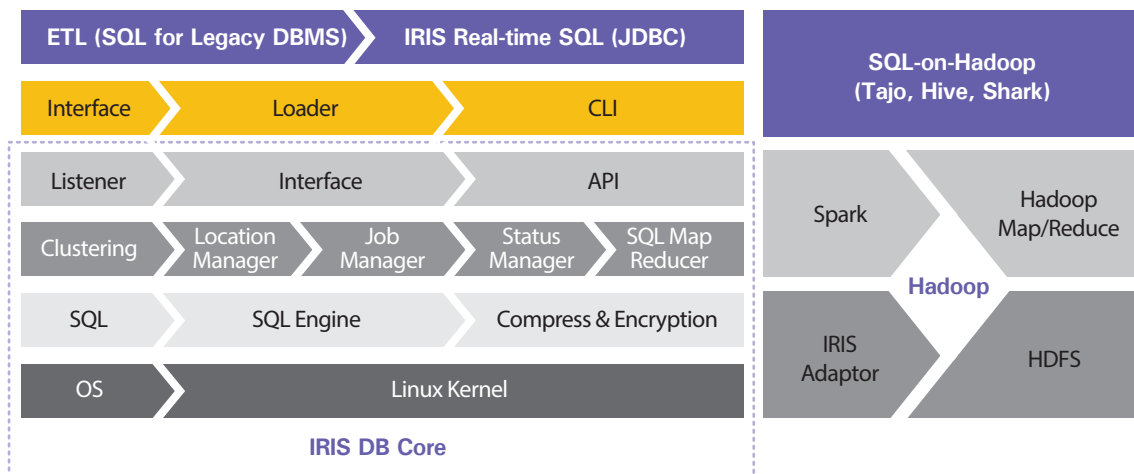 ETL (SQL for Legacy DBMS)
IRIS Real-time SQL (JDBC)
Interface
Loader
CLI
Listener
Interface
API
Clustering
Location
Manager
Job
Manager
Status
Manager
SQL Map
Reducer
SQL
SQL Engine
Compress & Encryption
OS
Linux Kernel
IRIS DB Core
SQL-on-Hadoop
(Tajo, Hive, Shark)
Spark
Hadoop
Map/Reduce
Hadoop
IRIS
Adaptor
HDFS